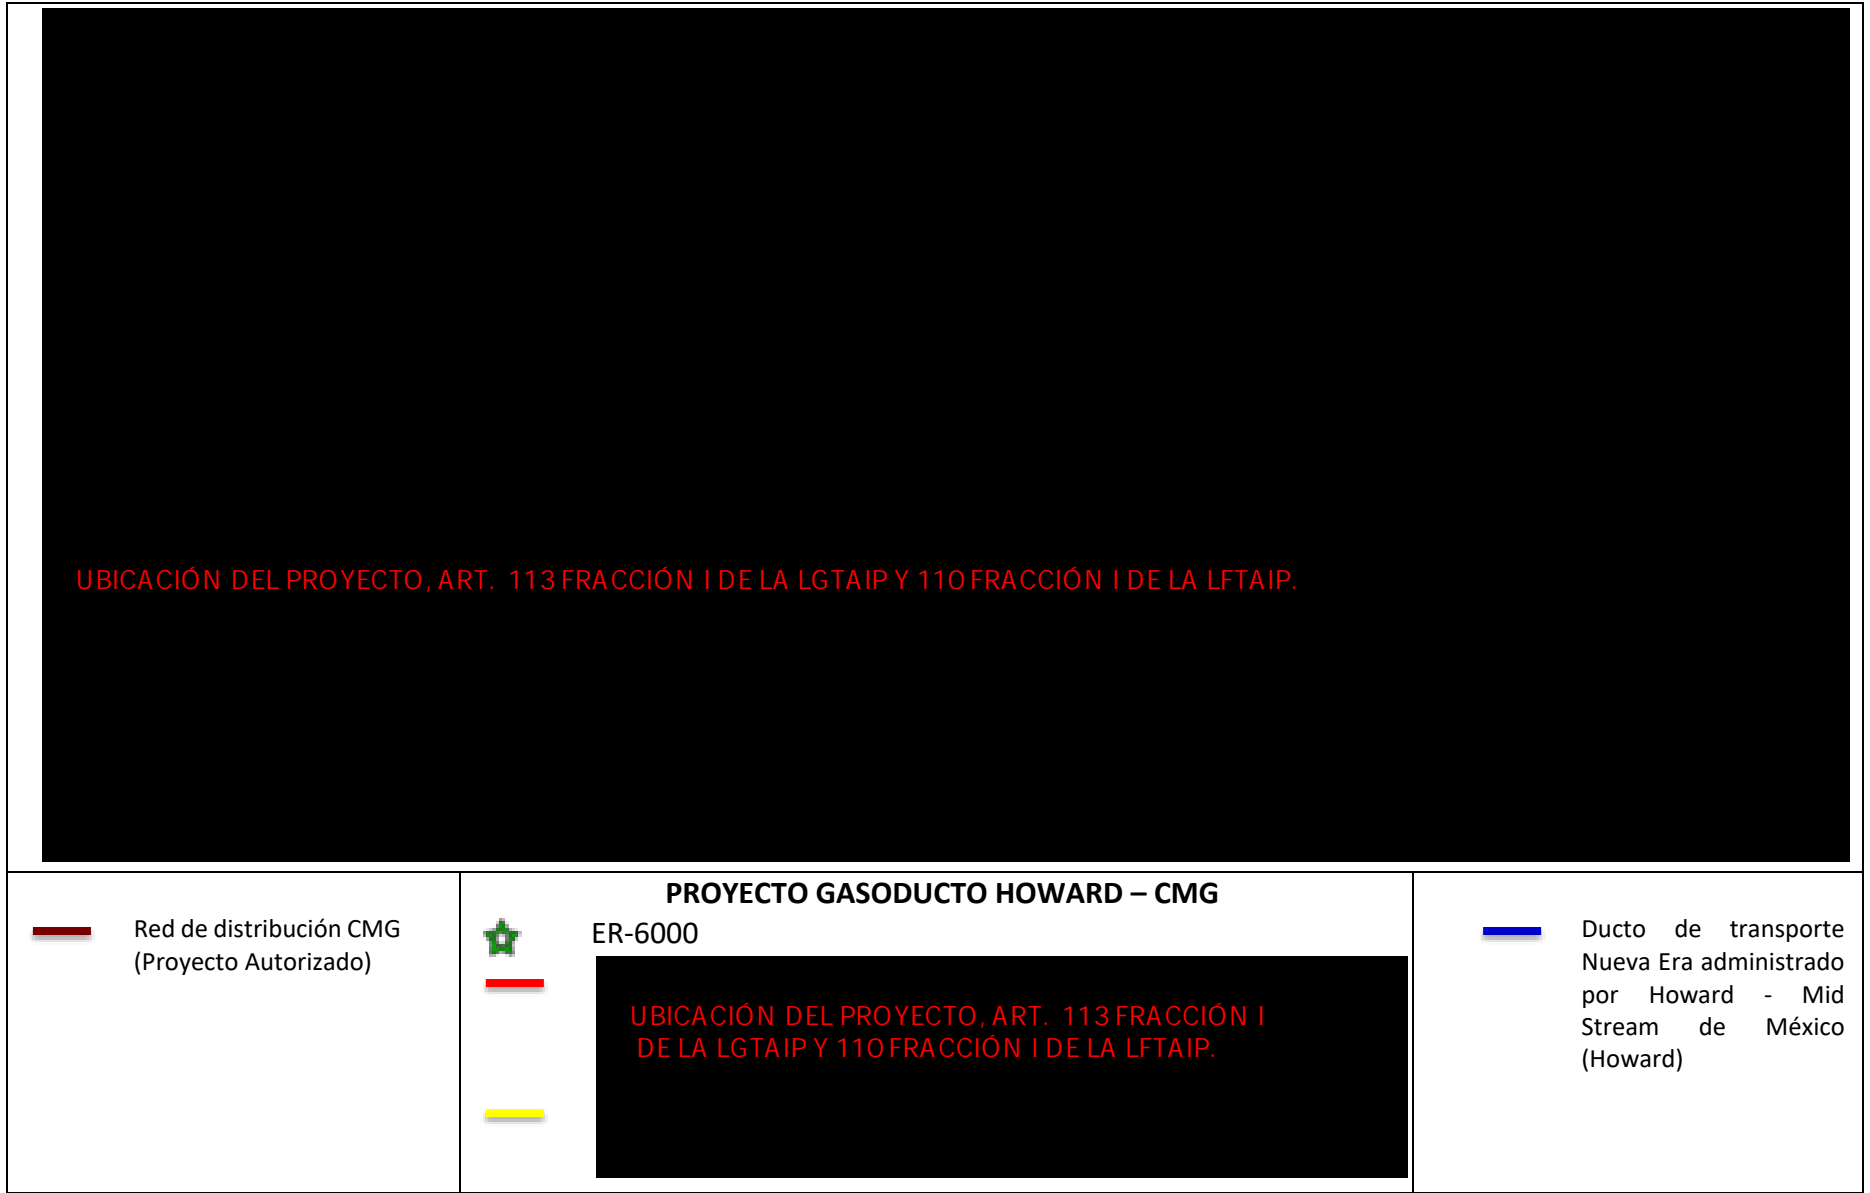 UBICACIÓN DEL PROYECTO, ART. 113 FRACCIÓN I DE LA LGTAIP Y 110 FRACCIÓN I DE LA LFTAIP.
Red de distribución CMG
(Proyecto Autorizado)
PROYECTO GASODUCTO HOWARD – CMG
ER-6000
UBICACIÓN DEL PROYECTO, ART. 113 FRACCIÓN I
DE LA LGTAIP Y 110 FRACCIÓN I DE LA LFTAIP.
Ducto de transporte
Nueva Era administrado
por Howard - Mid
Stream de México
(Howard)